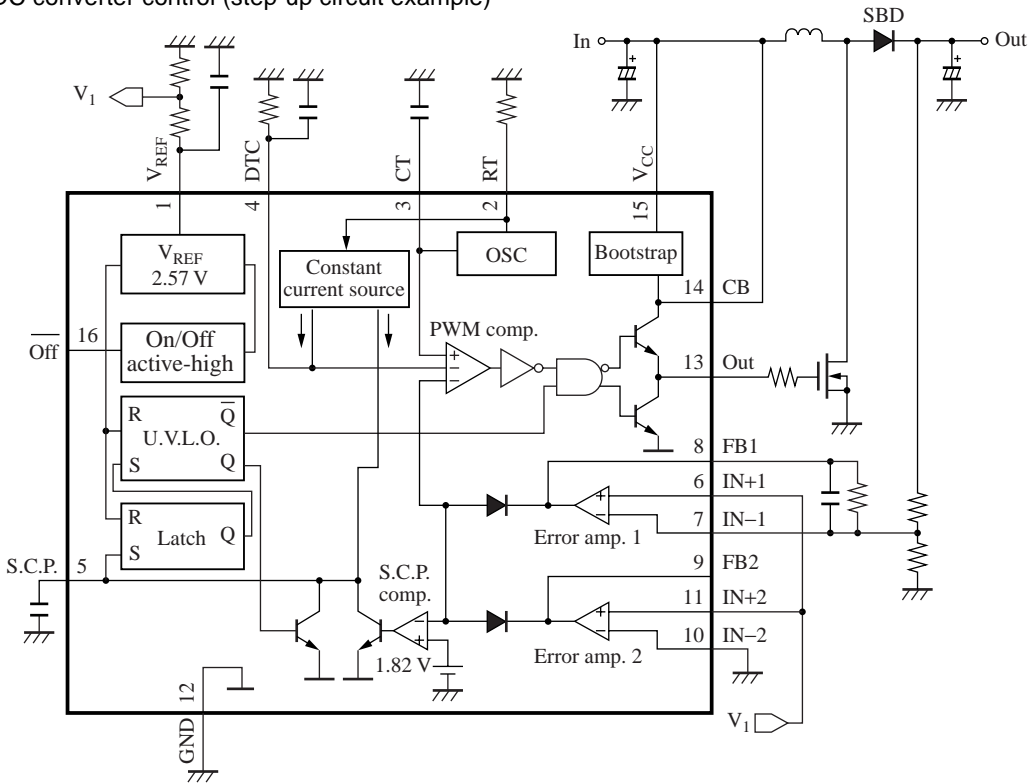 DC converter control (step-up circuit example)
SBD
In
Out
V1
VREF
DTC
CT
RT
VCC
1
4
3
2
15
VREF
2.57 V
Constant
current source
OSC
Bootstrap
14
CB
Off
16
On/Off
active-high
PWM comp.
+
−
−
13
Out
R
Q
U.V.L.O.
S
Q
8
FB1
6
IN+1
+
−
7
IN−1
Error amp. 1
R
Latch
Q
S
S.C.P.
5
S.C.P.
comp.
9
FB2
11
IN+2
−
+
+
−
10
IN−2
1.82 V
Error amp. 2
12
GND
V1
+
+